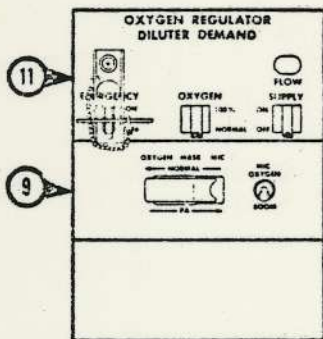 OXYGEN REGULATOR
DILUTER DEMAND
11
FLOW
EMERGENCY OXYGEN SUPPLY
ON 100% ON
OFF NORMAL OFF
9
OXYGEN MASK MIC
NORMAL
PA
MIC
OXYGEN
BOOM